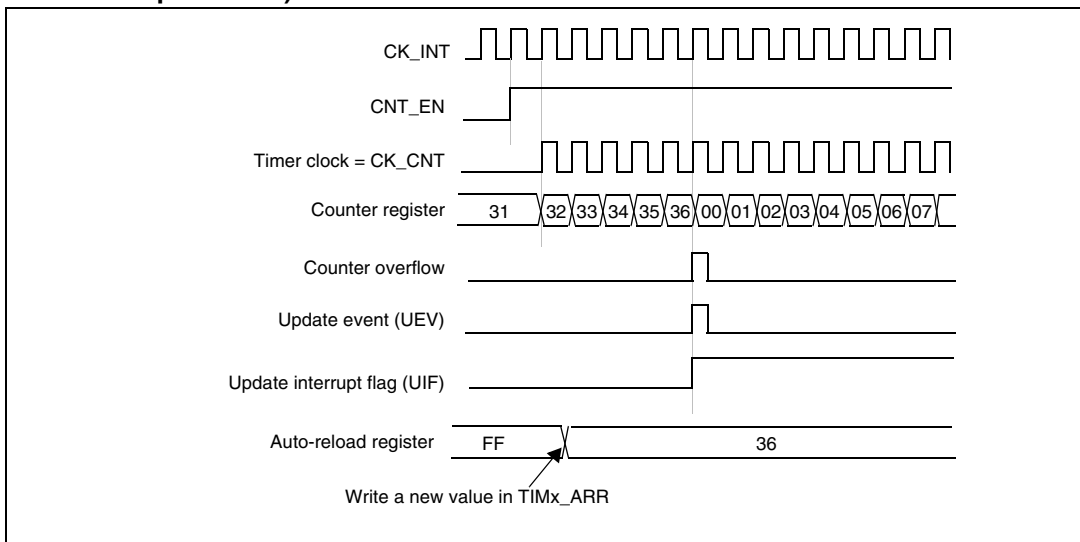 CK_INT
CNT_EN
Timer clock = CK_CNT
Counter register 31 32 33 34 35 36 00 01 02 03 04 05 06 07
Counter overflow
Update event (UEV)
Update interrupt flag (UIF)
Auto-reload register FF 36
Write a new value in TIMx_ARR